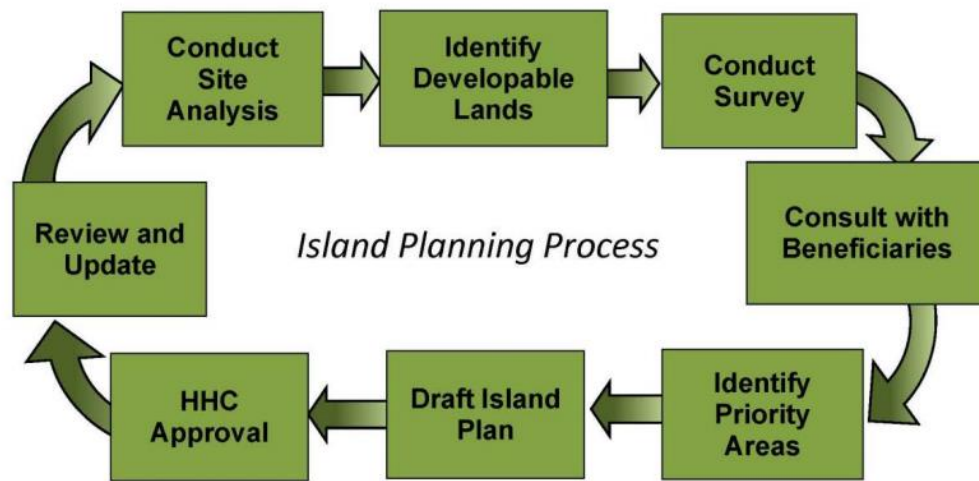 Conduct
Site
Analysis
Identify
Developable
Lands
Conduct
Survey
Consult with
Beneficiaries
Identify
Priority
Areas
Draft Island
Plan
HHC
Approval
Review and
Update
Island Planning Process